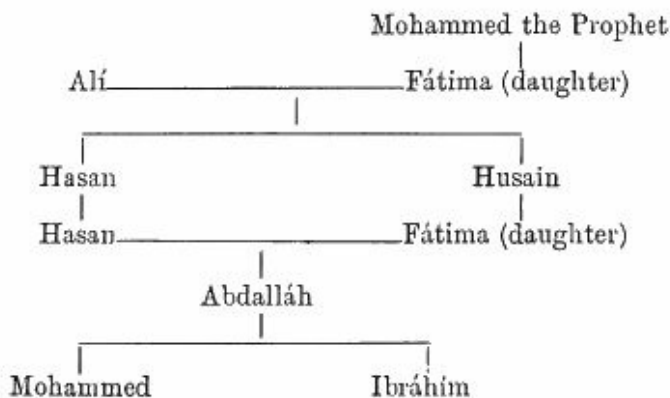 Mohammed the Prophet
Alí Fátima (daughter)
Hasan Husain
Hasan Fátima (daughter)
Abdalláh
Mohammed Ibráhím